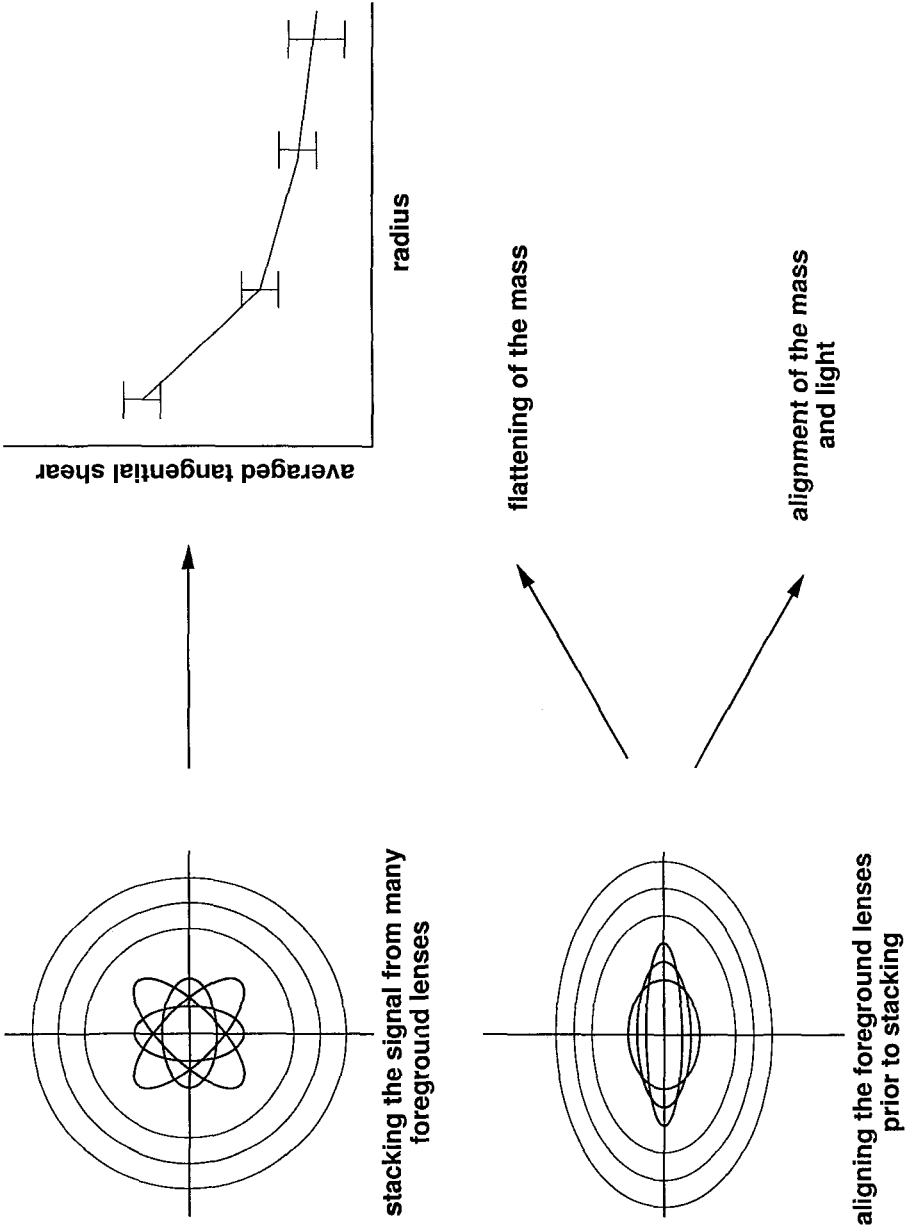 stacking the signal from many
foreground lenses
averaged tangential shear
radius
aligning the foreground lenses
prior to stacking
flattening of the mass
alignment of the mass
and light